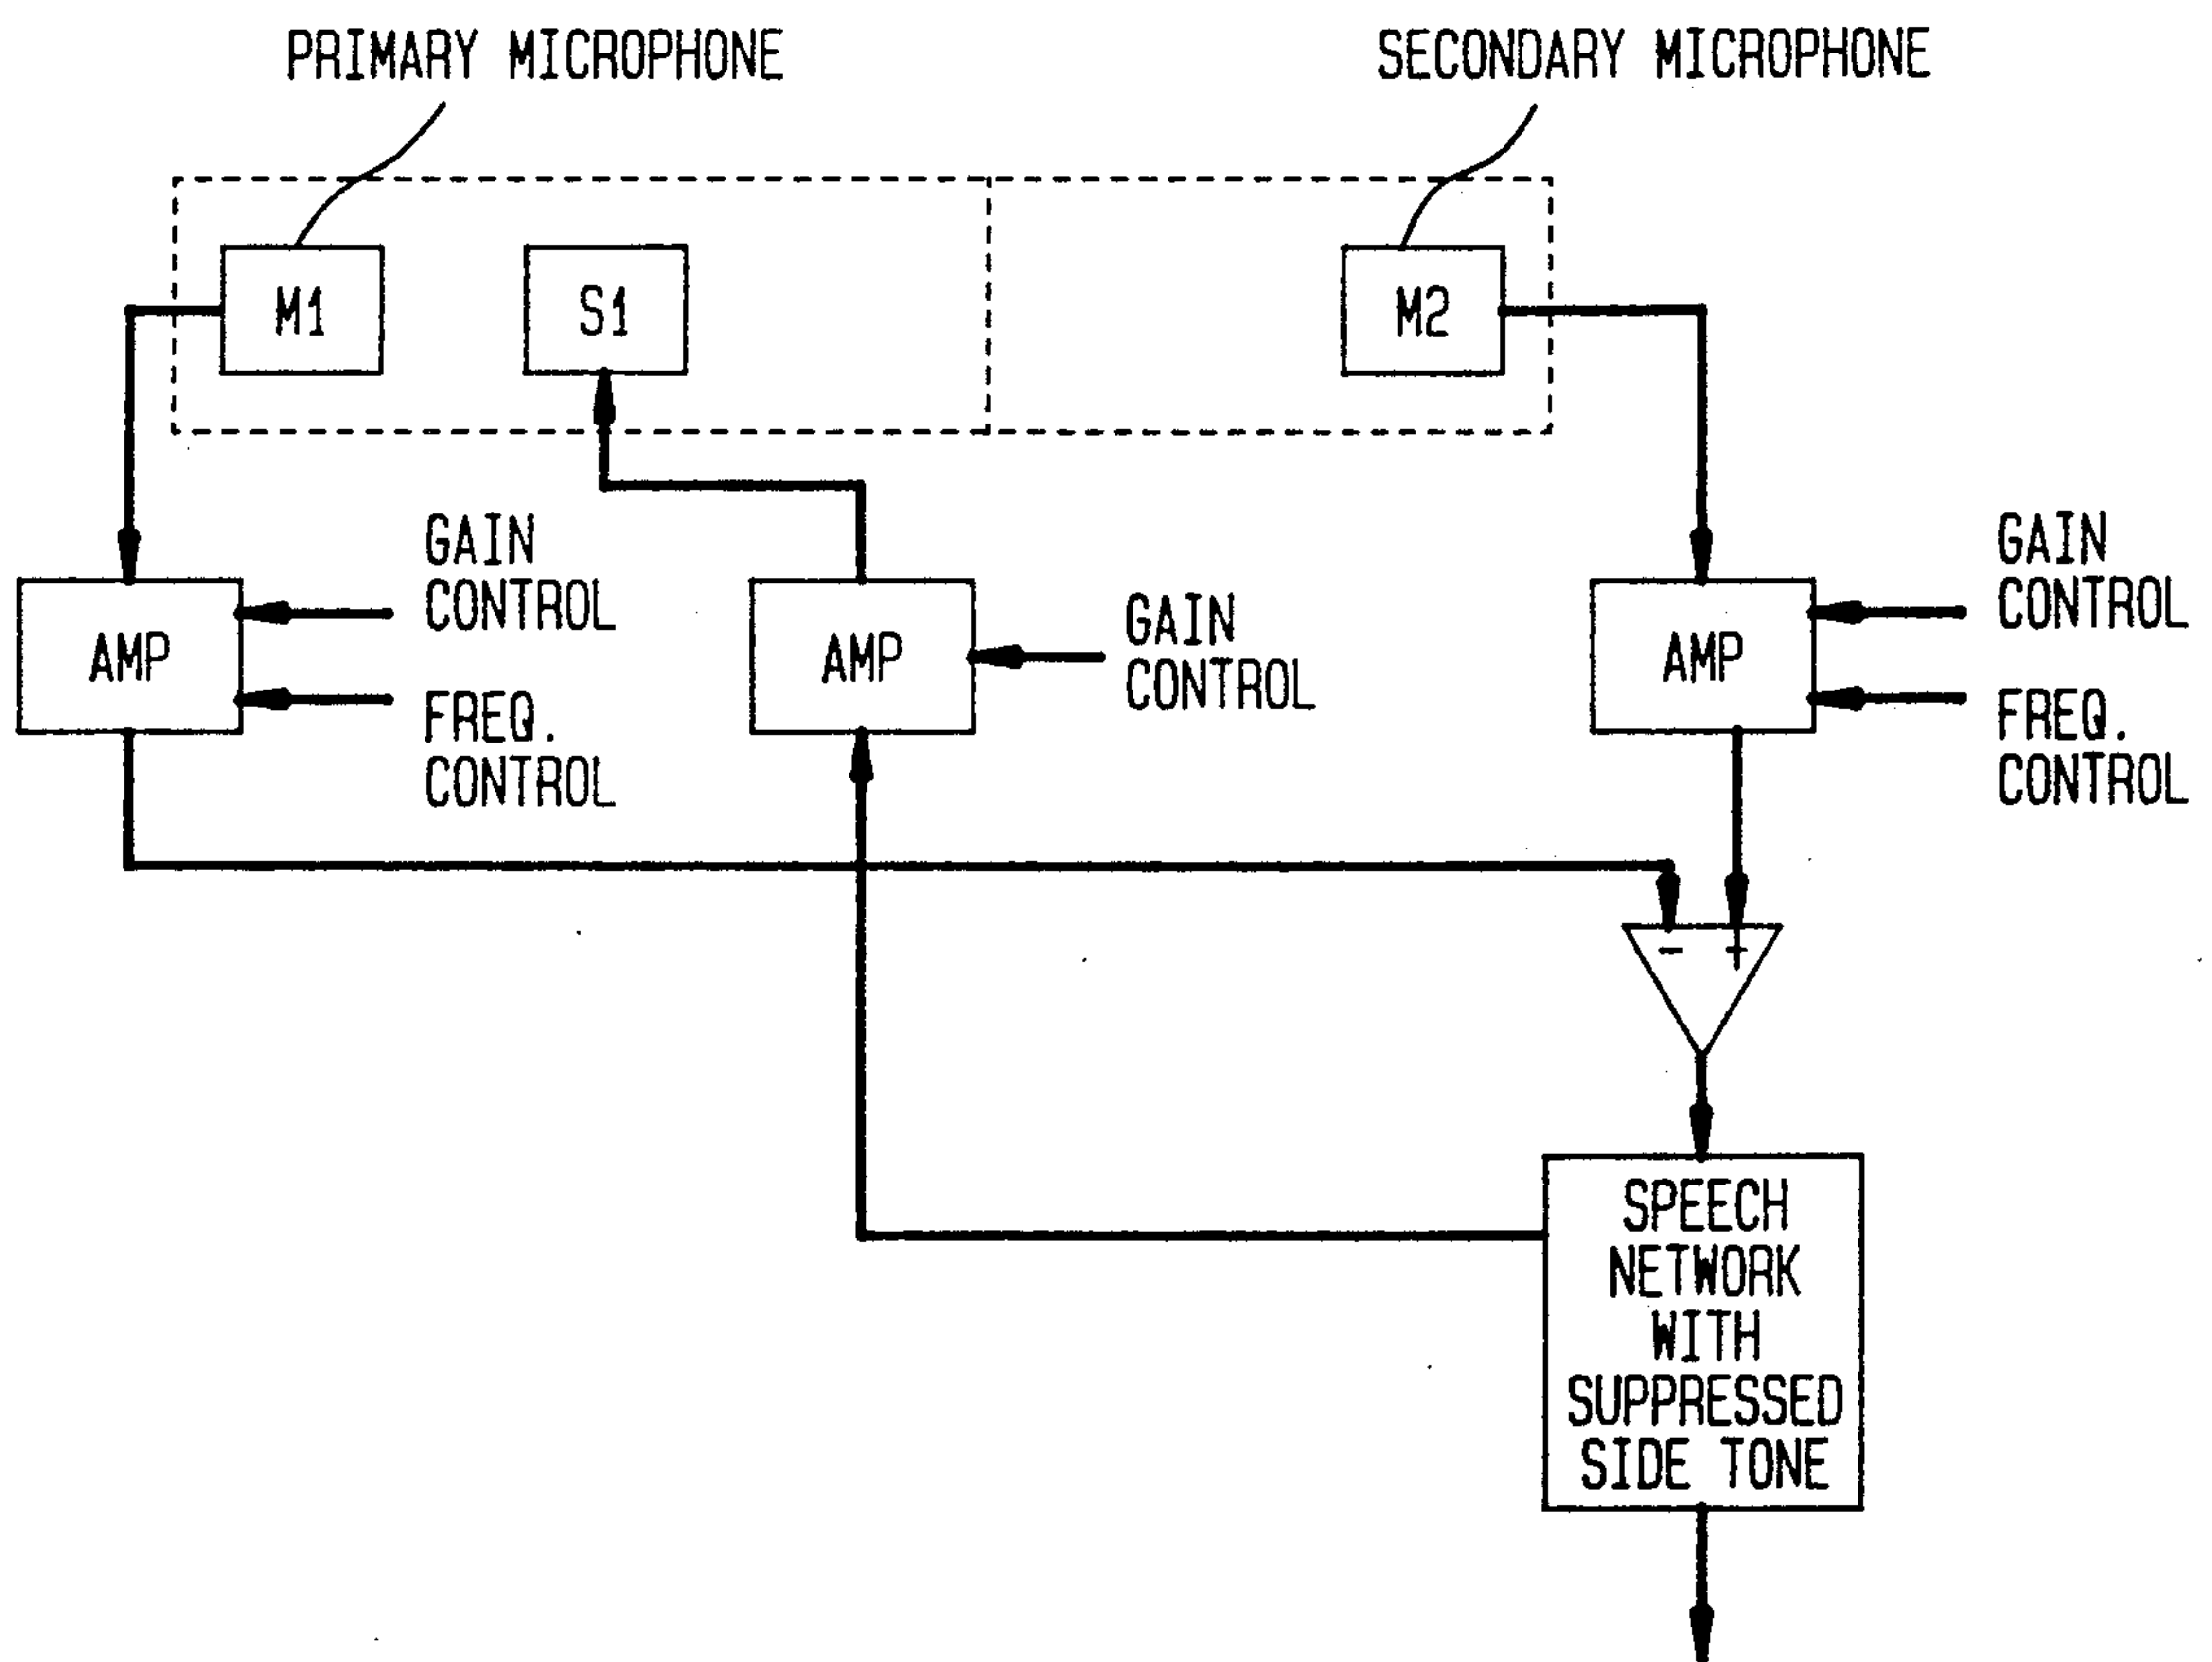 PRIMARY MICROPHONE
SECONDARY MICROPHONE
M1
S1
M2
GAIN
CONTROL
AMP
FREQ.
CONTROL
AMP
GAIN
CONTROL
AMP
GAIN
CONTROL
FREQ.
CONTROL
- +
SPEECH
NETWORK
WITH
SUPPRESSED
SIDE TONE